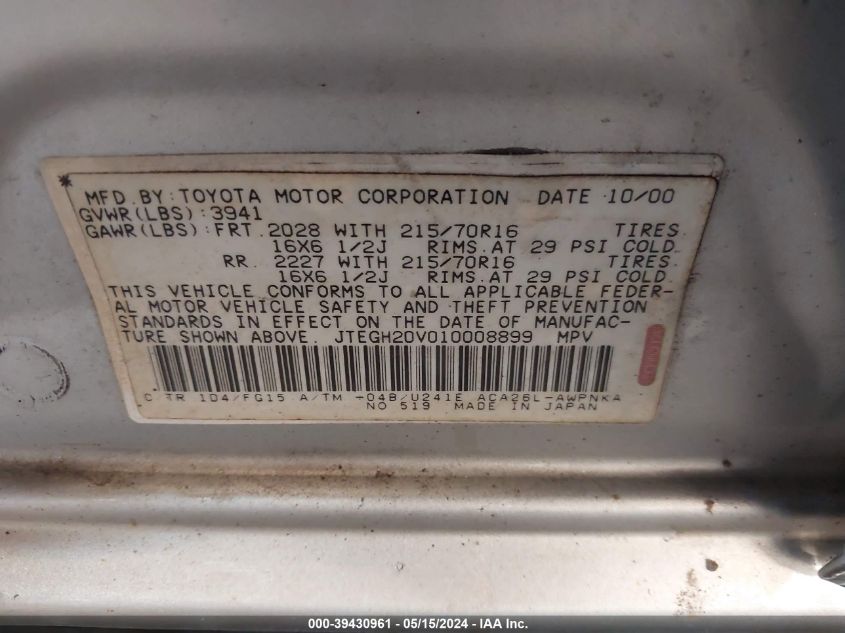 MFD.BY:TOYOTA MOTOR CORPORATION DATE 10/00
GVWR(LBS):3941
GAWR(LBS):FRT.2028 WITH 215/70R16 TIRES
16X6 1/2J RIMS.AT 29 PSI COLD
RR. 2227 WITH 215/70R16 TIRES
16X6 1/2J RIMS.AT 29 PSI COLD
THIS VEHICLE CONFORMS TO ALL APPLICABLE FEDER-
AL MOTOR VEHICLE SAFETY AND THEFT PREVENTION
STANDARDS IN EFFECT ON THE DATE OF MANUFAC-
TURE SHOWN ABOVE. JTEGH20V010008899 MPV
C/TR 1D4/FG15 A/TM -04B/U241E ACA26L-AWPNKA
NO 519 MADE IN JAPAN
000-39430961 - 05/15/2024 - IAA Inc.